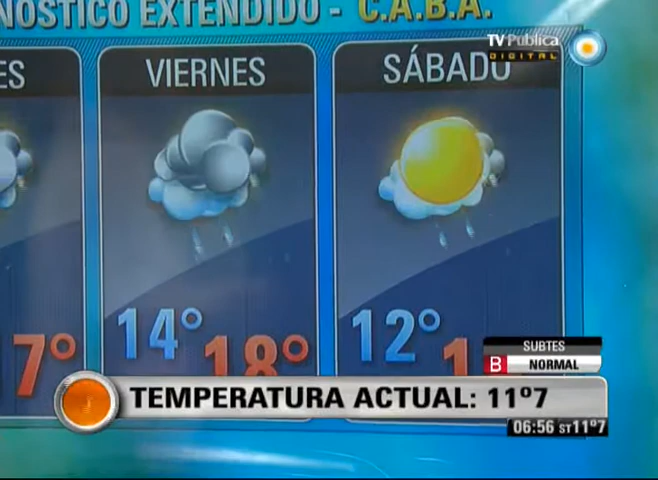 NÓSTICO EXTENDIDO - C.A.B.A.
TV Pública
DIGITAL
ES
VIERNES
SÁBADO
7°
14°
18°
12°
1
SUBTES
B NORMAL
TEMPERATURA ACTUAL: 11º7
06:56 ST11º7